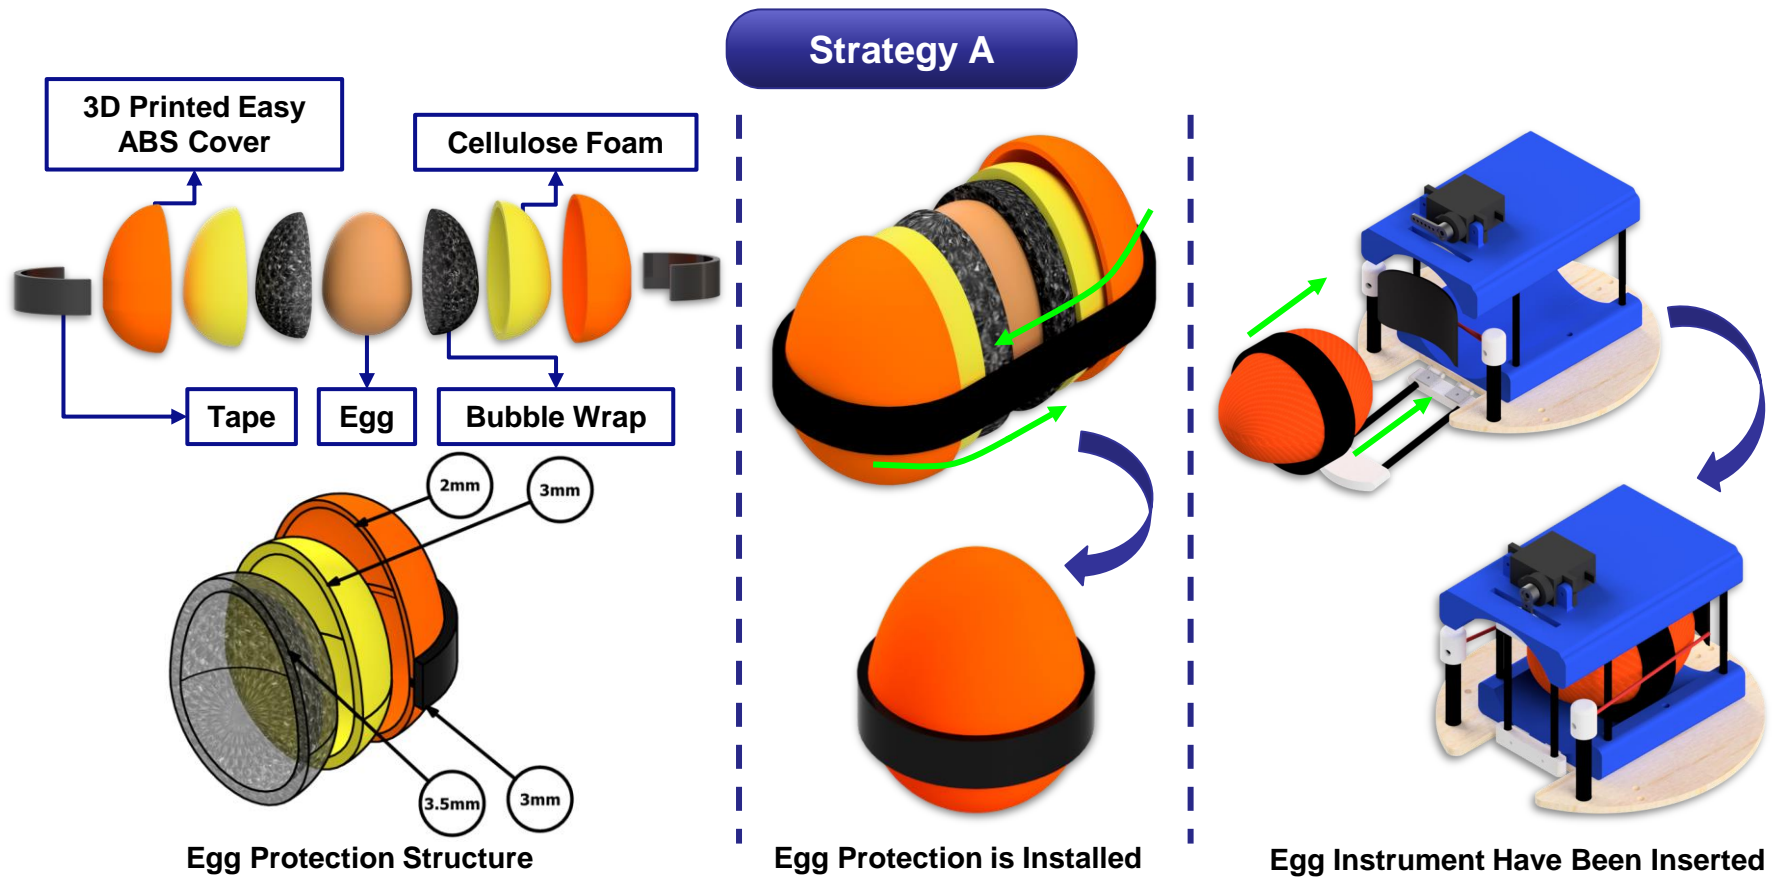 Strategy A
3D Printed Easy
ABS Cover
Cellulose Foam
Tape
Egg
Bubble Wrap
2mm
3mm
3.5mm
3mm
Egg Protection Structure
Egg Protection is Installed
Egg Instrument Have Been Inserted